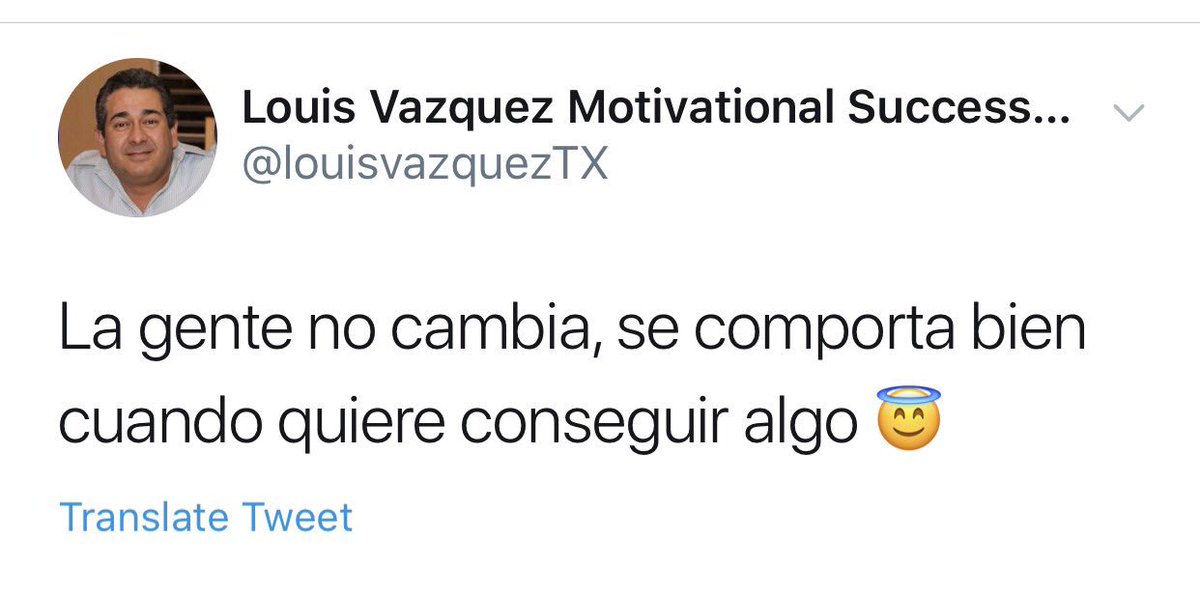 Louis Vazquez Motivational Success...
@louisvazquezTX
La gente no cambia, se comporta bien
cuando quiere conseguir algo 😇
Translate Tweet